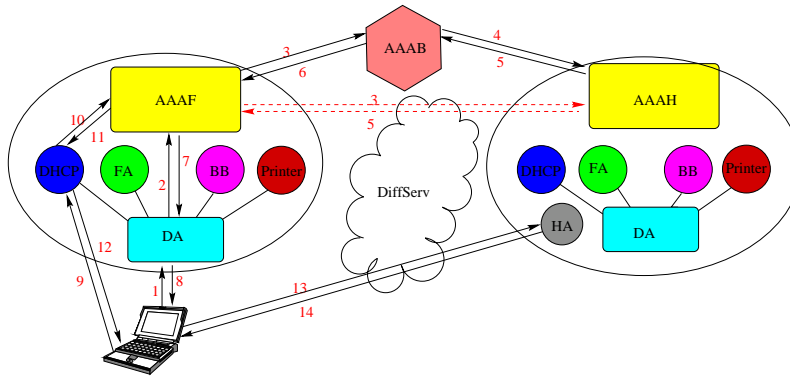 3
4
AAAB
6
5
AAAF
AAAH
10
3
11
5
7
DHCP
FA
2
BB
Printer
DiffServ
DHCP
FA
BB
Printer
DA
HA
DA
12
9
1
8
13
14